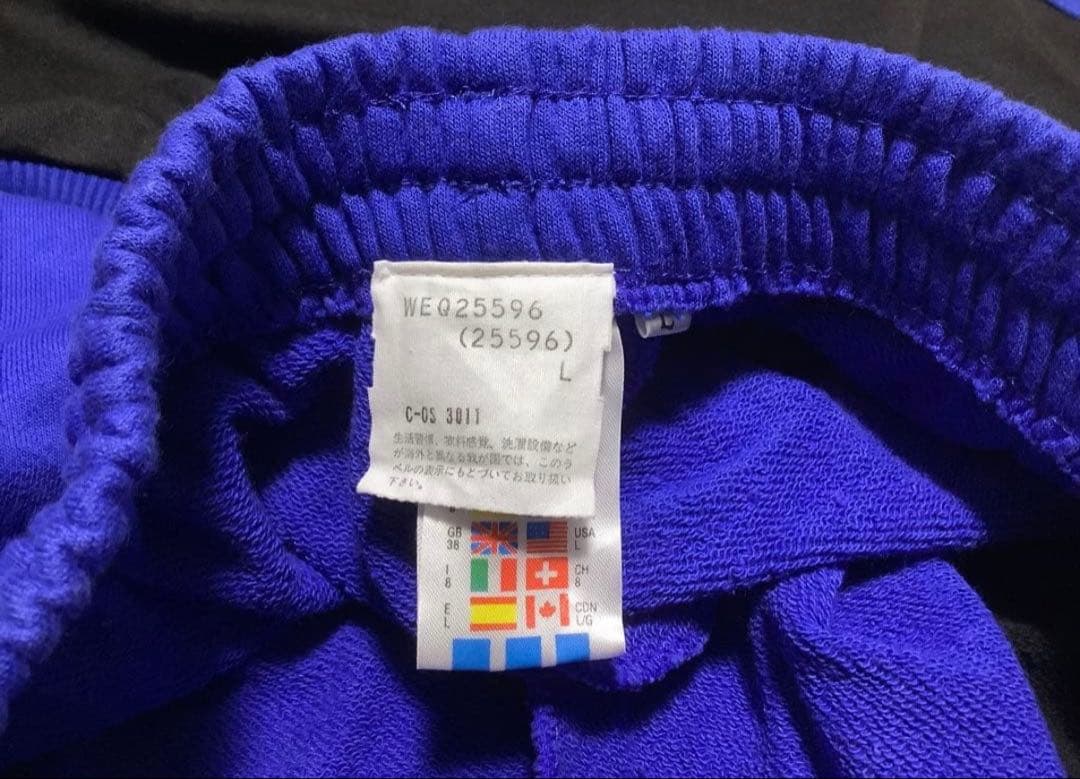 WEQ25596
(25596)
L
C-OS 3011
生活習慣、衣料感覚、洗濯設備など
が海外と異なる我が国では、このラ
ベルの表示にもとづいてお取り扱い
下さい。
GB
38
USA
L
I
8
CH
8
E
L
CDN
L/G
L